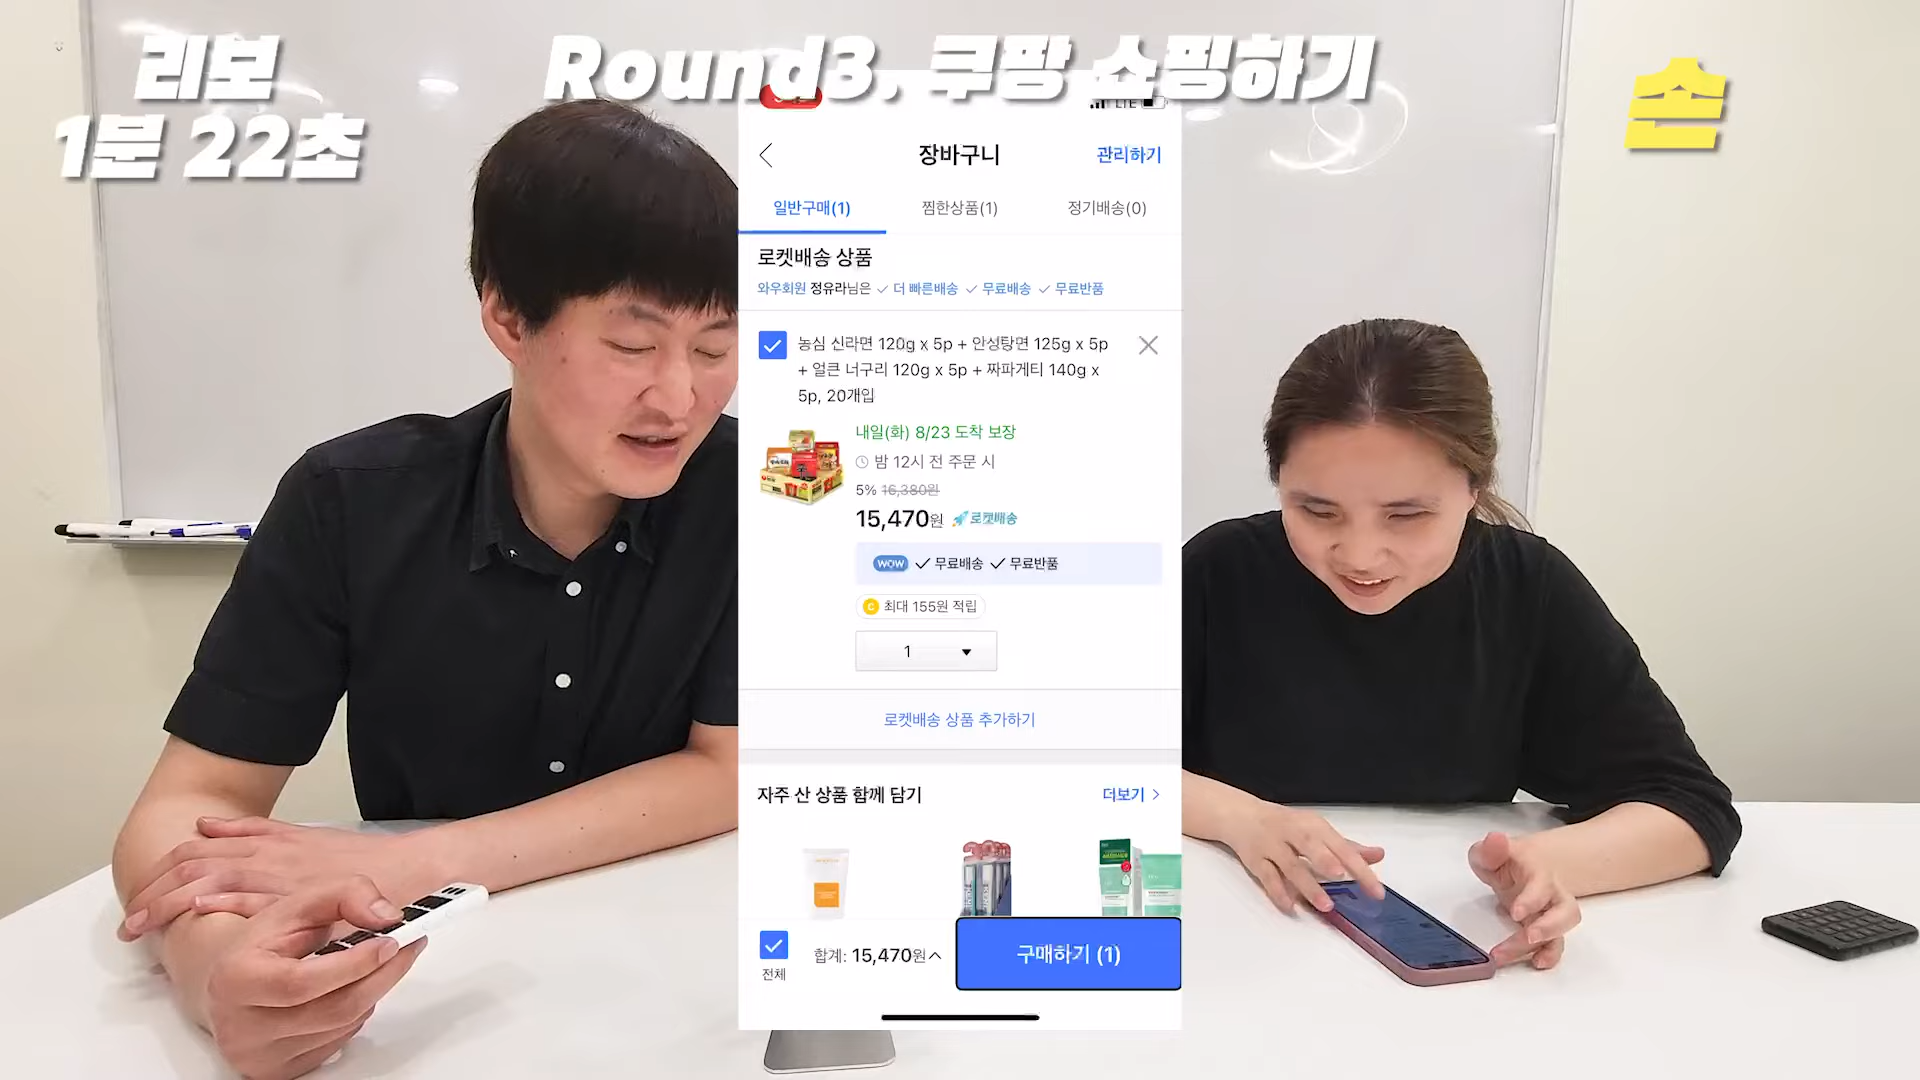 리보
1분 22초
Round3. 쿠팡 쇼핑하기
손
LTE
장바구니
관리하기
일반구매(1)
찜한상품(1)
정기배송(0)
로켓배송 상품
와우회원 정유라님은 ✓ 더 빠른배송 ✓ 무료배송 ✓ 무료반품
농심 신라면 120g x 5p + 안성탕면 125g x 5p
+ 얼큰 너구리 120g x 5p + 짜파게티 140g x
5p, 20개입
내일(화) 8/23 도착 보장
밤 12시 전 주문 시
5% 16,380원
15,470원 로켓배송
WOW ✓ 무료배송 ✓ 무료반품
C 최대 155원 적립
1
로켓배송 상품 추가하기
자주 산 상품 함께 담기
더보기
전체
합계: 15,470원
구매하기 (1)